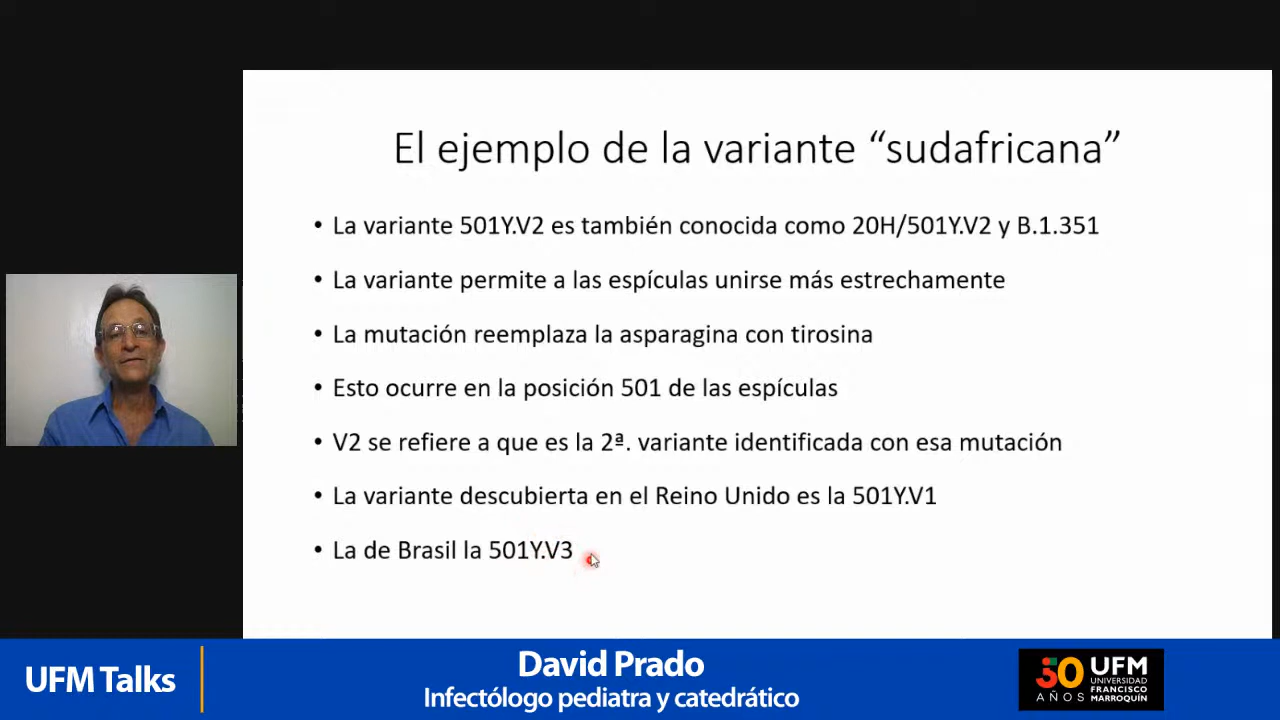 El ejemplo de la variante “sudafricana”
• La variante 501Y.V2 es también conocida como 20H/501Y.V2 y B.1.351
• La variante permite a las espículas unirse más estrechamente
• La mutación reemplaza la asparagina con tirosina
• Esto ocurre en la posición 501 de las espículas
• V2 se refiere a que es la 2ª. variante identificada con esa mutación
• La variante descubierta en el Reino Unido es la 501Y.V1
• La de Brasil la 501Y.V3
UFM Talks
David Prado
Infectólogo pediatra y catedrático
50
AÑOS
UFM
UNIVERSIDAD
FRANCISCO
MARROQUÍN